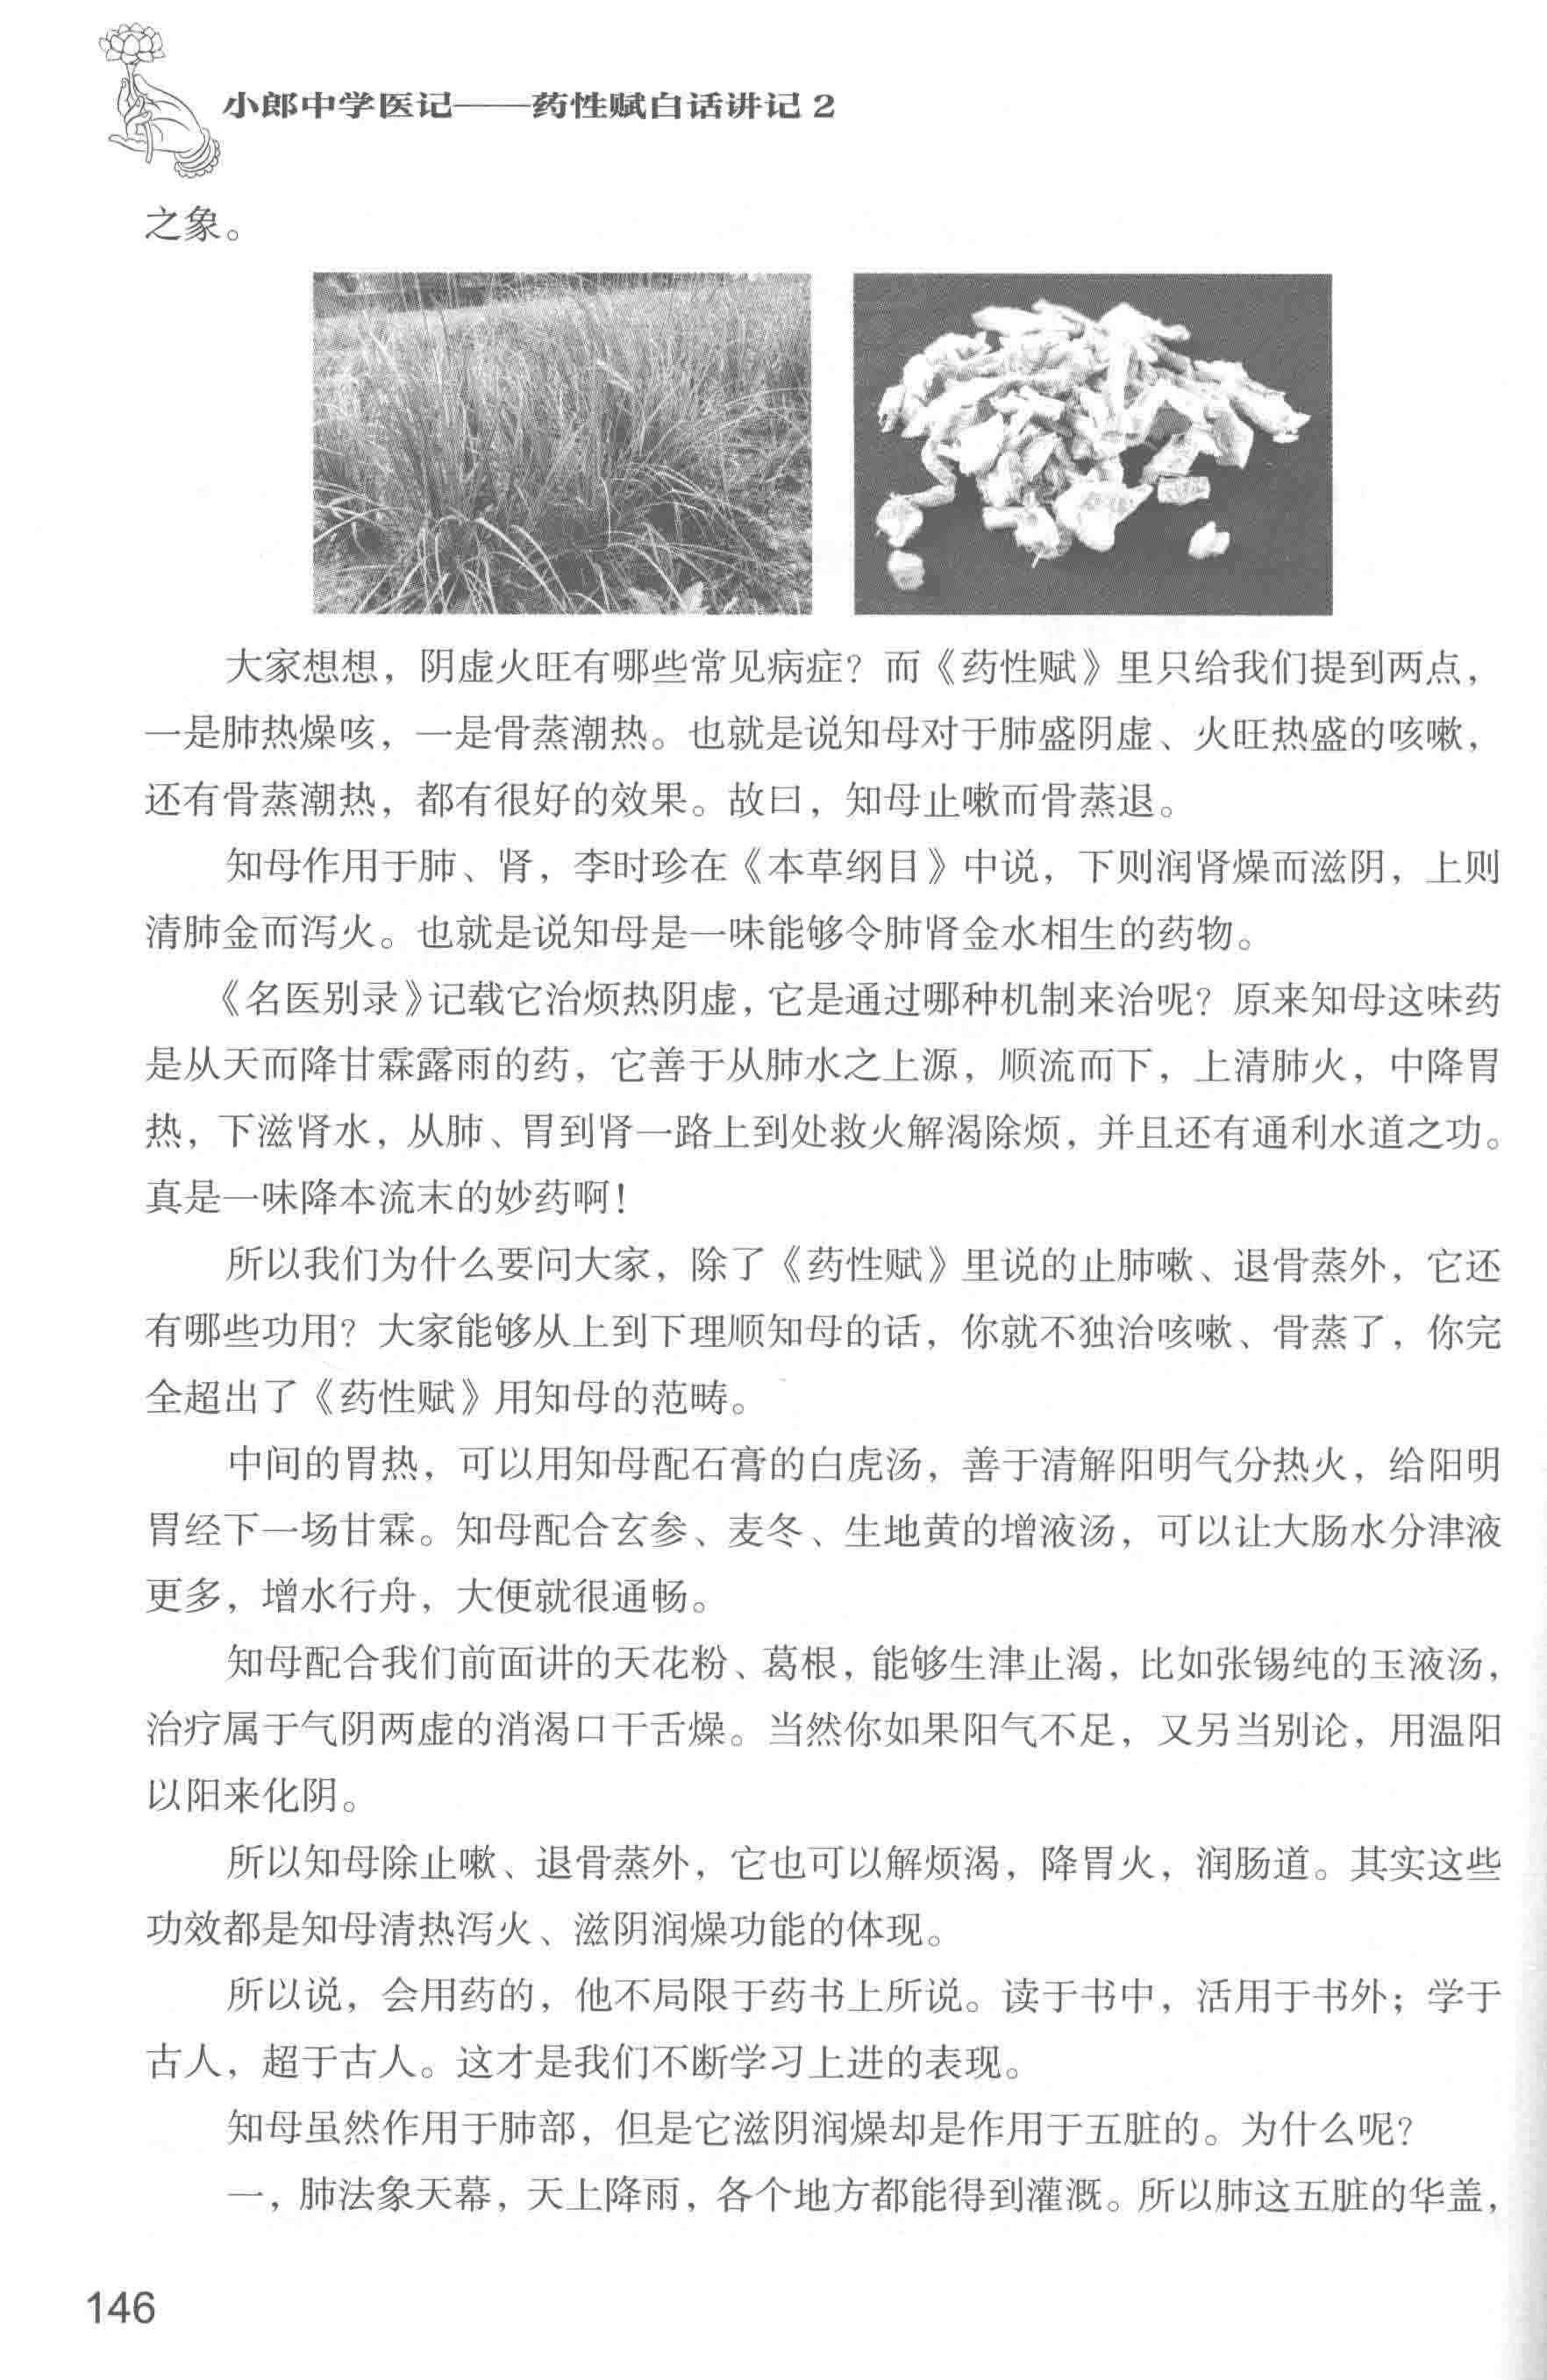 小郎中学医记——药性赋白话讲记2
之象。
大家想想，阴虚火旺有哪些常见病症？而《药性赋》里只给我们提到两点，
一是肺热燥咳，一是骨蒸潮热。也就是说知母对于肺盛阴虚、火旺热盛的咳嗽，
还有骨蒸潮热，都有很好的效果。故曰，知母止嗽而骨蒸退。
知母作用于肺、肾，李时珍在《本草纲目》中说，下则润肾燥而滋阴，上则
清肺金而泻火。也就是说知母是一味能够令肺肾金水相生的药物。
《名医别录》记载它治烦热阴虚，它是通过哪种机制来治呢？原来知母这味药
是从天而降甘霖露雨的药，它善于从肺水之上源，顺流而下，上清肺火，中降胃
热，下滋肾水，从肺、胃到肾一路上到处救火解渴除烦，并且还有通利水道之功。
真是一味降本流末的妙药啊！
所以我们为什么要问大家，除了《药性赋》里说的止肺嗽、退骨蒸外，它还
有哪些功用？大家能够从上到下理顺知母的话，你就不独治咳嗽、骨蒸了，你完
全超出了《药性赋》用知母的范畴。
中间的胃热，可以用知母配石膏的白虎汤，善于清解阳明气分热火，给阳明
胃经下一场甘霖。知母配合玄参、麦冬、生地黄的增液汤，可以让大肠水分津液
更多，增水行舟，大便就很通畅。
知母配合我们前面讲的天花粉、葛根，能够生津止渴，比如张锡纯的玉液汤，
治疗属于气阴两虚的消渴口干舌燥。当然你如果阳气不足，又另当别论，用温阳
以阳来化阴。
所以知母除止嗽、退骨蒸外，它也可以解烦渴，降胃火，润肠道。其实这些
功效都是知母清热泻火、滋阴润燥功能的体现。
所以说，会用药的，他不局限于药书上所说。读于书中，活用于书外；学于
古人，超于古人。这才是我们不断学习上进的表现。
知母虽然作用于肺部，但是它滋阴润燥却是作用于五脏的。为什么呢？
一，肺法象天幕，天上降雨，各个地方都能得到灌溉。所以肺这五脏的华盖，
146